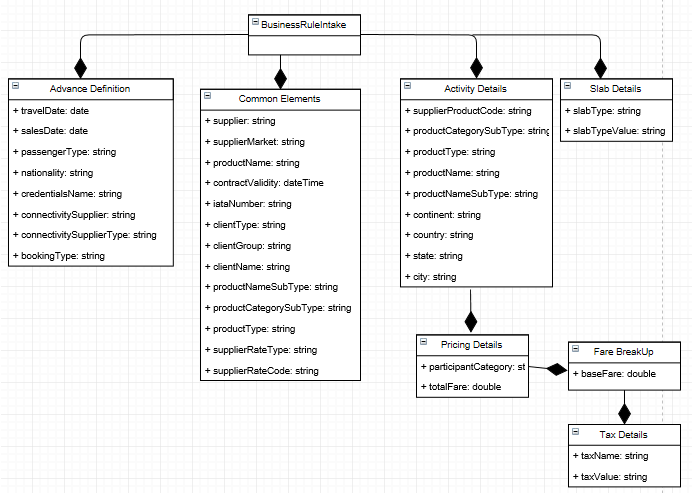 BusinessRuleIntake
Advance Definition
+ travelDate: date
+ salesDate: date
+ passengerType: string
+ nationality: string
+ credentialsName: string
+ connectivitySupplier: string
+ connectivitySupplierType: string
+ bookingType: string
Common Elements
+ supplier: string
+ supplierMarket: string
+ productName: string
+ contractValidity: dateTime
+ iataNumber: string
+ clientType: string
+ clientGroup: string
+ clientName: string
+ productNameSubType: string
+ productCategorySubType: string
+ productType: string
+ supplierRateType: string
+ supplierRateCode: string
Activity Details
+ supplierProductCode: string
+ productCategorySubType: string
+ productType: string
+ productName: string
+ productNameSubType: string
+ continent: string
+ country: string
+ state: string
+ city: string
Slab Details
+ slabType: string
+ slabTypeValue: string
Pricing Details
+ participantCategory: st
+ totalFare: double
Fare BreakUp
+ baseFare: double
Tax Details
+ taxName: string
+ taxValue: string